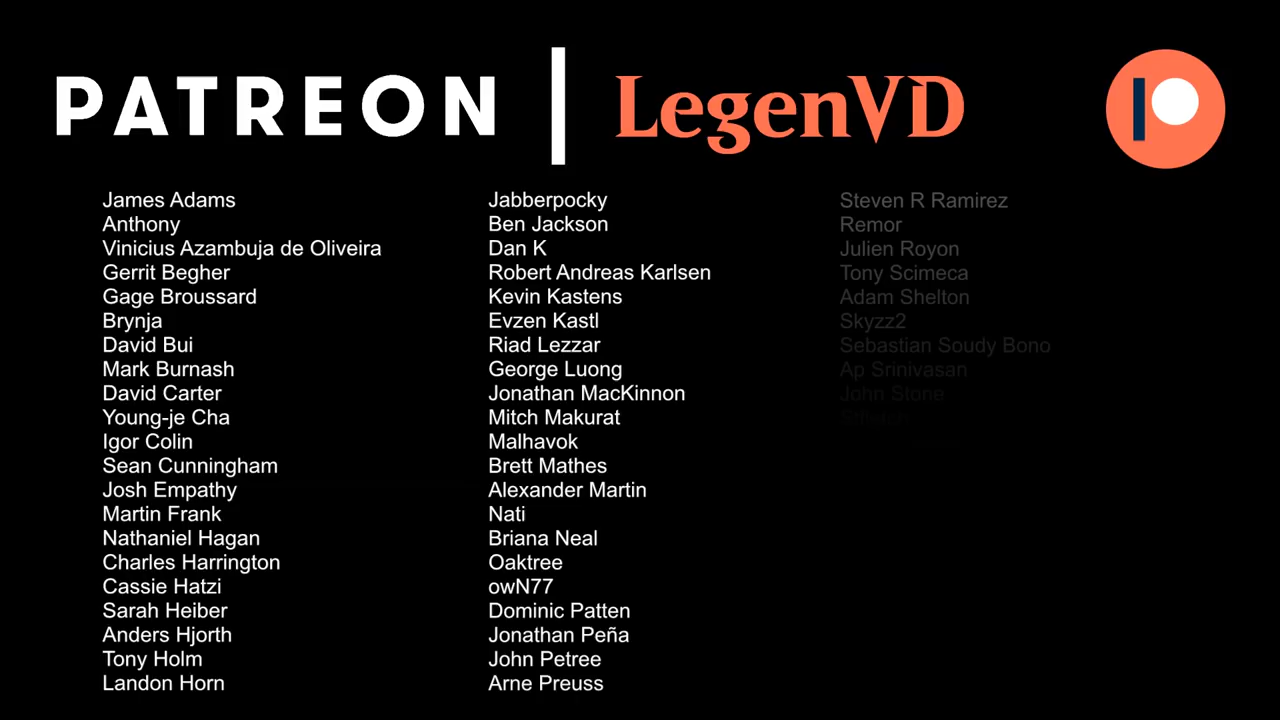 PATREON | LegenVD
James Adams
Anthony
Vinicius Azambuja de Oliveira
Gerrit Begher
Gage Broussard
Brynja
David Bui
Mark Burnash
David Carter
Young-je Cha
Igor Colin
Sean Cunningham
Josh Empathy
Martin Frank
Nathaniel Hagan
Charles Harrington
Cassie Hatzi
Sarah Heiber
Anders Hjorth
Tony Holm
Landon Horn
Jabberpocky
Ben Jackson
Dan K
Robert Andreas Karlsen
Kevin Kastens
Evzen Kastl
Riad Lezzar
George Luong
Jonathan MacKinnon
Mitch Makurat
Malhavok
Brett Mathes
Alexander Martin
Nati
Briana Neal
Oaktree
owN77
Dominic Patten
Jonathan Peña
John Petree
Arne Preuss
Steven R Ramirez
Remor
Julien Royon
Tony Scimeca
Adam Shelton
Skyzz2
Sebastian Soudy Bono
Ap Srinivasan
John Stone